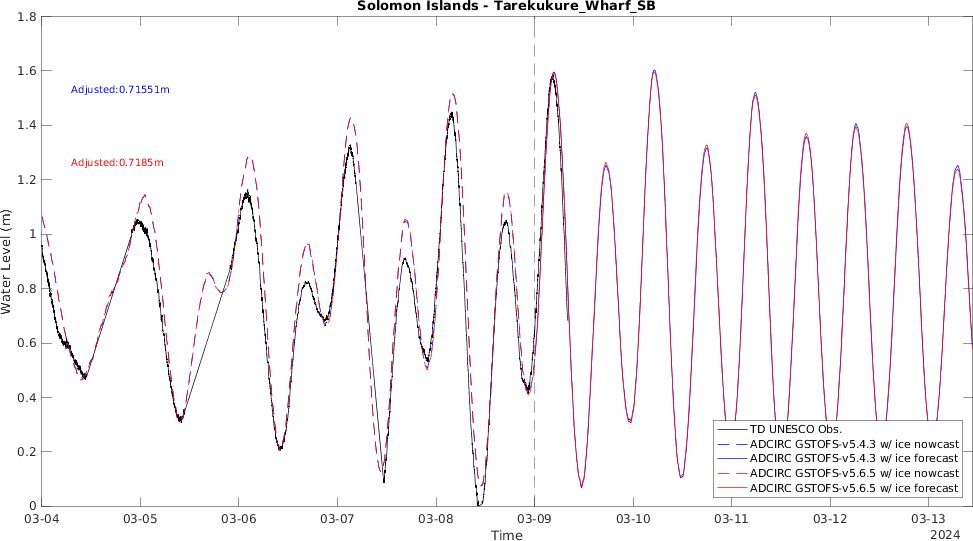 Solomon Islands - Tarekukure_Wharf_SB
1.8
1.6
1.4
1.2
1
0.8
0.6
0.4
0.2
0
Water Level (m)
Adjusted:0.71551m
Adjusted:0.7185m
TD UNESCO Obs.
ADCIRC GSTOFS-v5.4.3 w/ ice nowcast
ADCIRC GSTOFS-v5.4.3 w/ ice forecast
ADCIRC GSTOFS-v5.6.5 w/ ice nowcast
ADCIRC GSTOFS-v5.6.5 w/ ice forecast
03-04 03-05 03-06 03-07 03-08 03-09 03-10 03-11 03-12 03-13
Time
2024